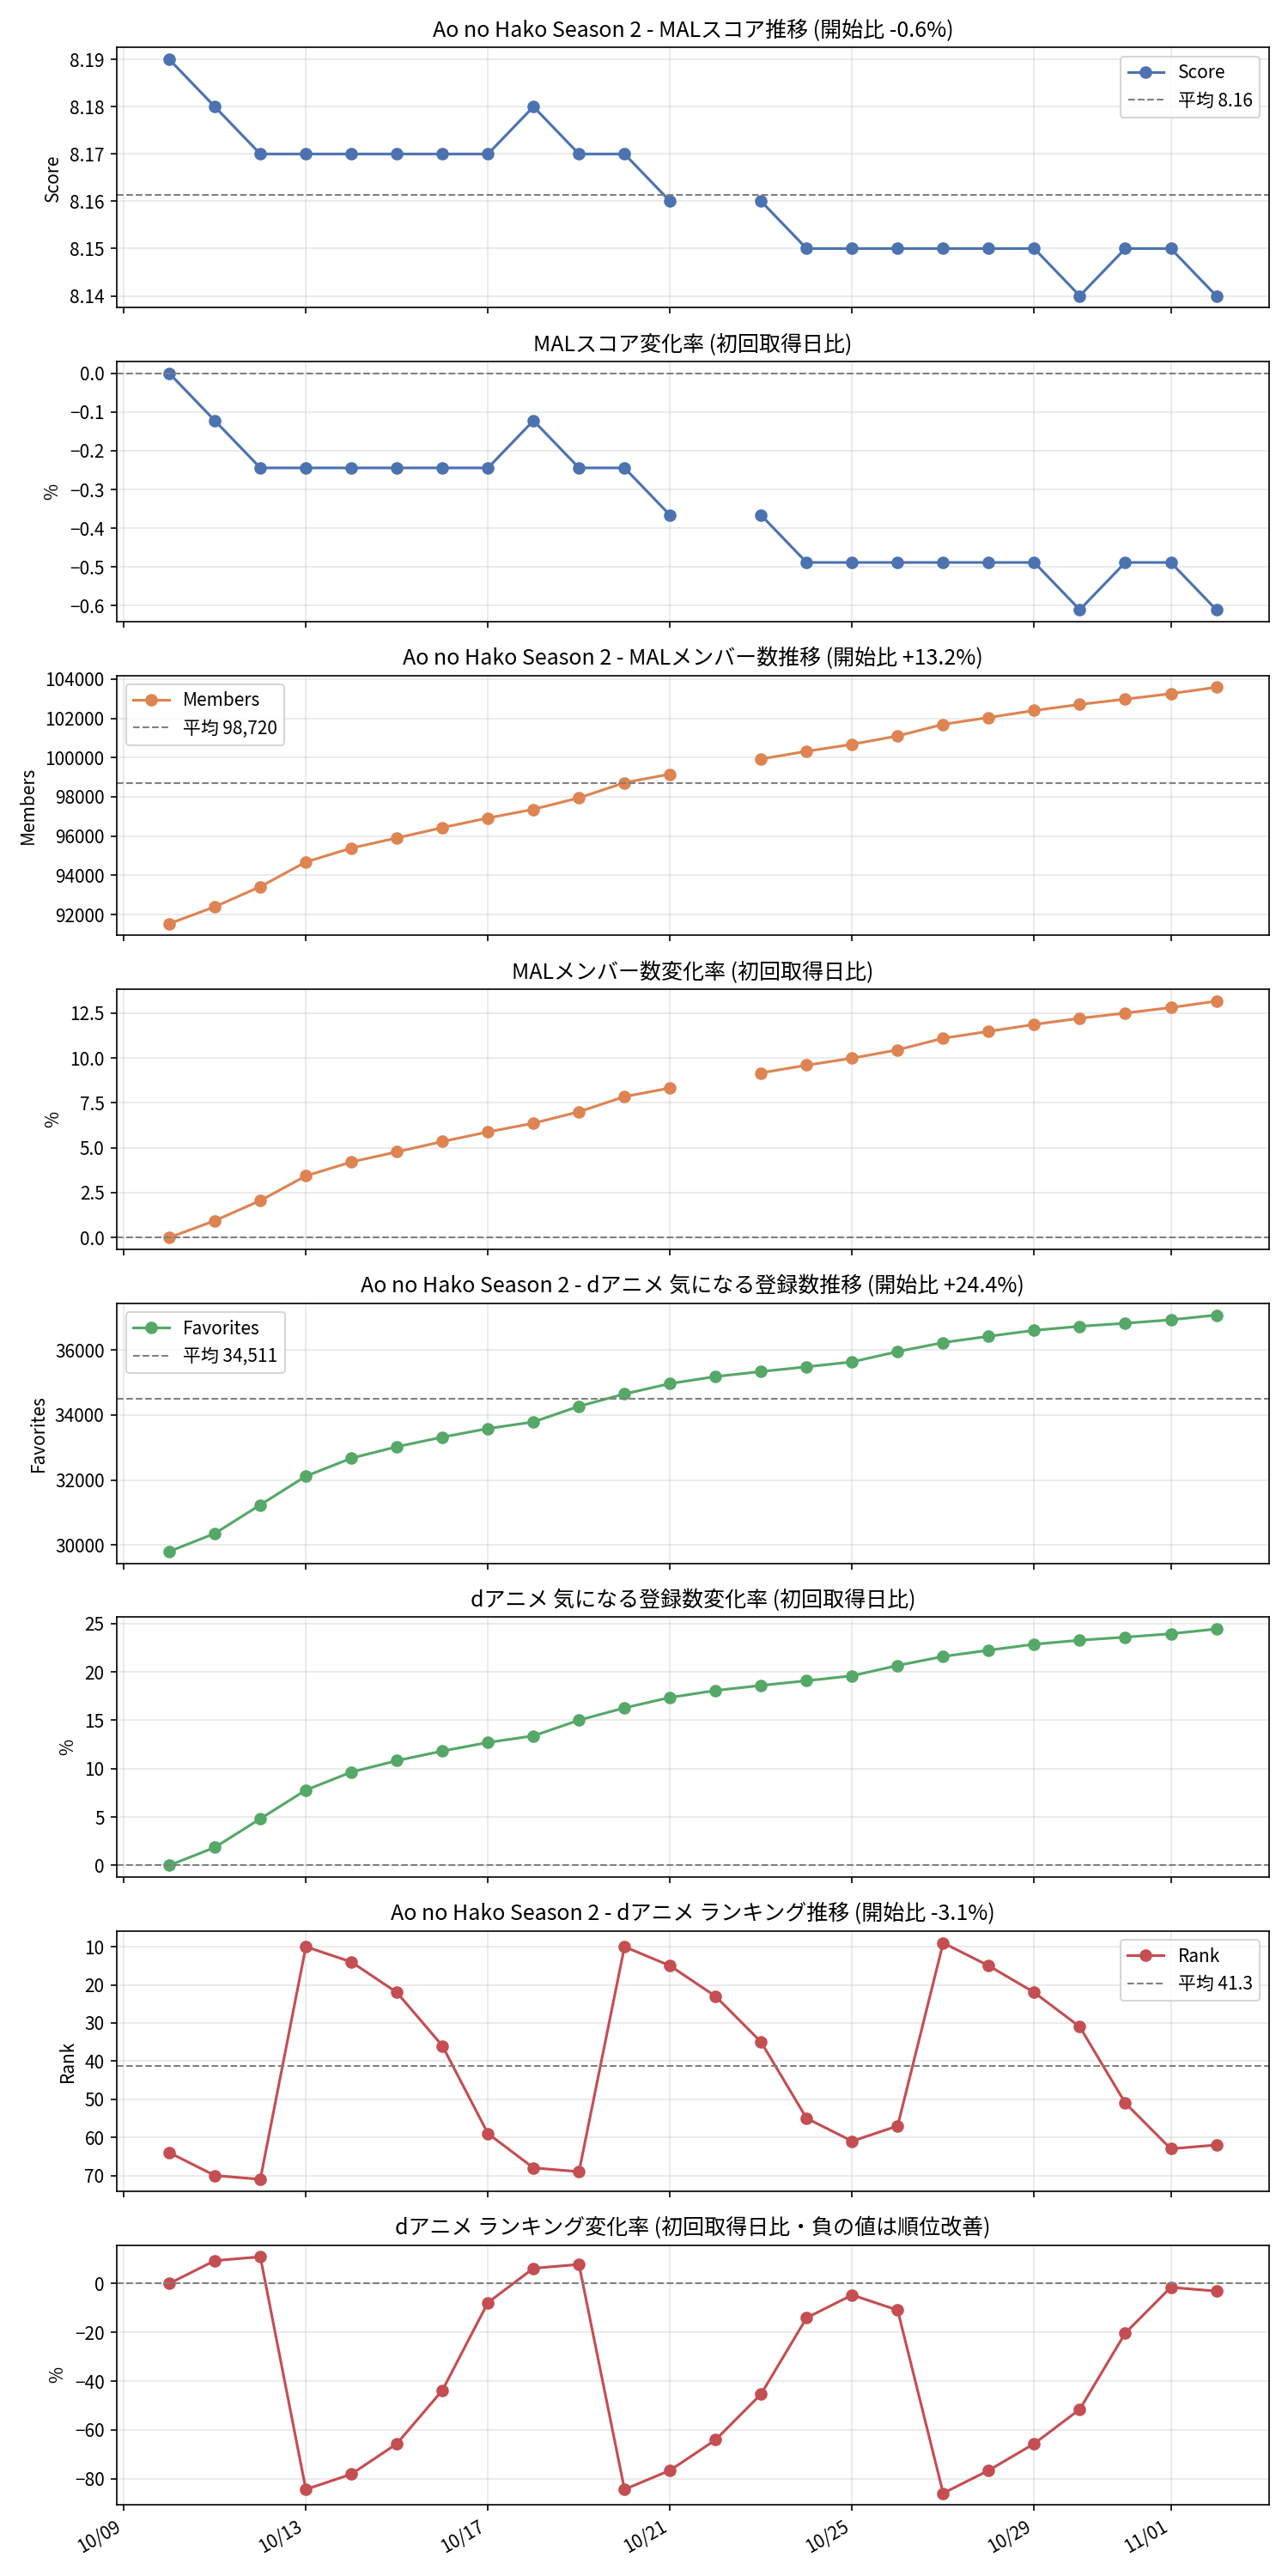 Ao no Hako Season 2 - MALスコア推移 (開始比 -0.6%)
8.19
8.18
8.17
8.16
8.15
8.14
Score
Score
平均 8.16
MALスコア変化率 (初回取得日比)
0.0
−0.1
−0.2
−0.3
−0.4
−0.5
−0.6
%
Ao no Hako Season 2 - MALメンバー数推移 (開始比 +13.2%)
104000
102000
100000
98000
96000
94000
92000
Members
Members
平均 98,720
MALメンバー数変化率 (初回取得日比)
12.5
10.0
7.5
5.0
2.5
0.0
%
Ao no Hako Season 2 - dアニメ 気になる登録数推移 (開始比 +24.4%)
36000
34000
32000
30000
Favorites
Favorites
平均 34,511
dアニメ 気になる登録数変化率 (初回取得日比)
25
20
15
10
5
0
%
Ao no Hako Season 2 - dアニメ ランキング推移 (開始比 -3.1%)
10
20
30
40
50
60
70
Rank
Rank
平均 41.3
dアニメ ランキング変化率 (初回取得日比・負の値は順位改善)
0
−20
−40
−60
−80
%
10/09
10/13
10/17
10/21
10/25
10/29
11/01